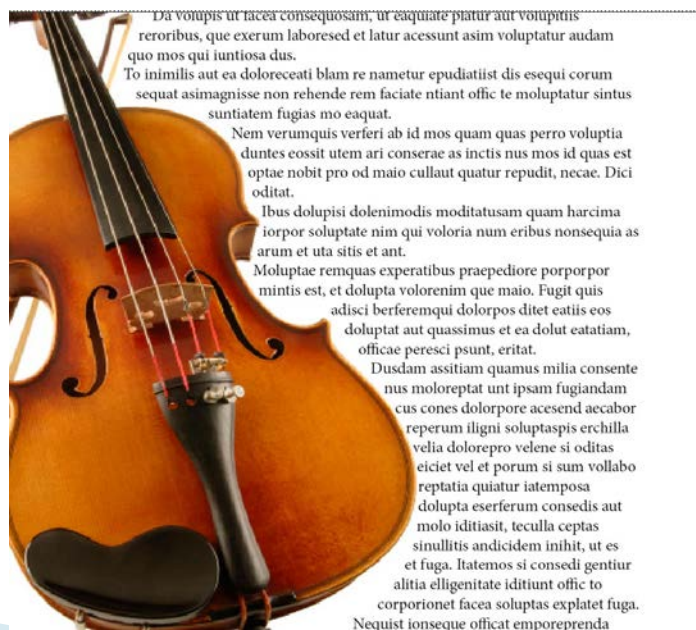 Da volupis ut facea consequosam, ut eaquiate platur aut voluptiis
reroribus, que exerum laboresed et latur acessunt asim voluptatur audam
quo mos qui iuntiosa dus.
To inimilis aut ea doloreceati blam re nametur epudiatiist dis esequi corum
sequat asimagnisse non rehende rem faciate ntiant offic te moluptatur sintus
suntiatem fugias mo eaquat.
Nem verumquis verferi ab id mos quam quas perro voluptia
duntes eossit utem ari conserae as inctis nus mos id quas est
optae nobit pro od maio cullaut quatur repudit, necae. Dici
oditat.
Ibus dolupisi dolenimodis moditatusam quam harcima
iorpor soluptate nim qui voloria num eribus nonsequia as
arum et uta sitis et ant.
Moluptae remquas experatibus praepediore porporpor
mintis est, et dolupta volorenim que maio. Fugit quis
adisci berferemqui dolorpos ditet eatiis eos
doluptat aut quassimus et ea dolut eatatiam,
officae peresci psunt, eritat.
Dusdam assitiam quamus milia consente
nus moloreptat unt ipsam fugiandam
cus cones dolorpore acesend aecabor
reperum iligni soluptaspis erchilla
velia dolorepro velene si oditas
eiciet vel et porum si sum vollabo
reptatia quiatur iatemposa
dolupta eserferum consedis aut
molo iditiasit, teculla ceptas
sinullitis andicidem inihit, ut es
et fuga. Itatemos si consedi gentiur
alitia elligenitate iditiunt offic to
corporionet facea soluptas explatet fuga.
Nequist ionseque officat emporeprenda